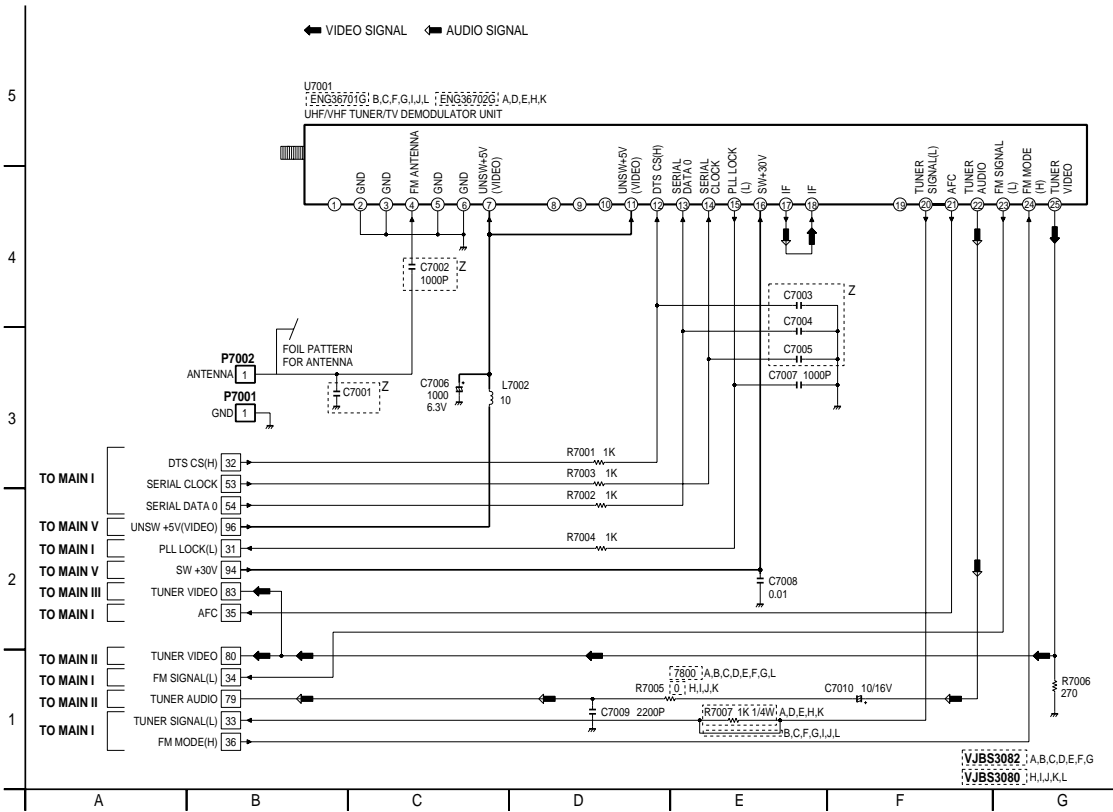 VIDEO SIGNAL AUDIO SIGNAL
5
U7001
ENG36701G B,C,F,G,I,J,L ENG36702G A,D,E,H,K
UHF/VHF TUNER/TV DEMODULATOR UNIT
GND
GND
FM ANTENNA
GND
GND
UNSW+5V
(VIDEO)
UNSW+5V
(VIDEO)
DTS CS(H)
SERIAL
DATA 0
SERIAL
CLOCK
PLL LOCK
(L)
SW+30V
IF
IF
TUNER
SIGNAL(L)
AFC
TUNER
AUDIO
FM SIGNAL
(L)
FM MODE
(H)
TUNER
VIDEO
1 2 3 4 5 6 7 8 9 10 11 12 13 14 15 16 17 18 19 20 21 22 23 24 25
4
C7002 Z
1000P
C7003 Z
C7004
C7005
C7007 1000P
FOIL PATTERN
FOR ANTENNA
P7002
ANTENNA 1
P7001
GND 1
C7001 Z
C7006
1000
6.3V
L7002
10
3
TO MAIN I
DTS CS(H) 32
R7001 1K
SERIAL CLOCK 53
R7003 1K
SERIAL DATA 0 54
R7002 1K
TO MAIN V UNSW +5V(VIDEO) 96
TO MAIN I PLL LOCK(L) 31
R7004 1K
TO MAIN V SW +30V 94
C7008
0.01
2
TO MAIN III TUNER VIDEO 83
TO MAIN I AFC 35
TO MAIN II TUNER VIDEO 80
TO MAIN I FM SIGNAL(L) 34
7800 A,B,C,D,E,F,G,L
R7005 0 H,I,J,K
C7010 10/16V
R7006
270
TO MAIN II TUNER AUDIO 79
C7009 2200P
R7007 1K 1/4W A,D,E,H,K
B,C,F,G,I,J,L
1
TO MAIN I
TUNER SIGNAL(L) 33
FM MODE(H) 36
VJBS3082 A,B,C,D,E,F,G
VJBS3080 H,I,J,K,L
A B C D E F G